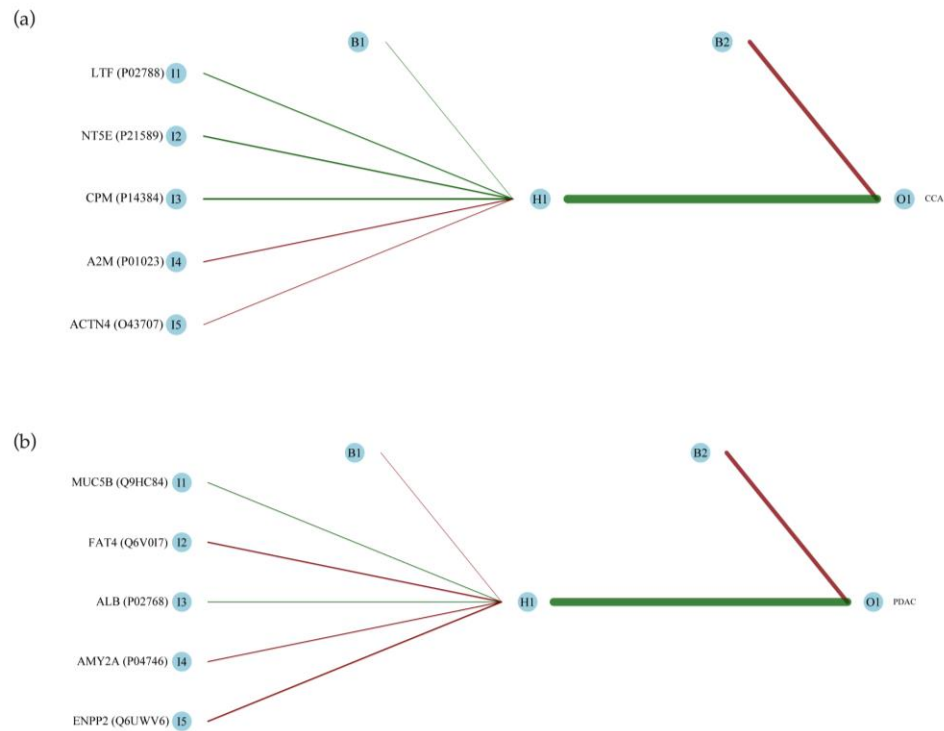 (a)
B1
B2
LTF (P02788) I1
NT5E (P21589) I2
CPM (P14384) I3
H1
O1 CCA
A2M (P01023) I4
ACTN4 (O43707) I5
(b)
B1
B2
MUC5B (Q9HC84) I1
FAT4 (Q6V0I7) I2
ALB (P02768) I3
H1
O1 PDAC
AMY2A (P04746) I4
ENPP2 (Q6UWV6) I5